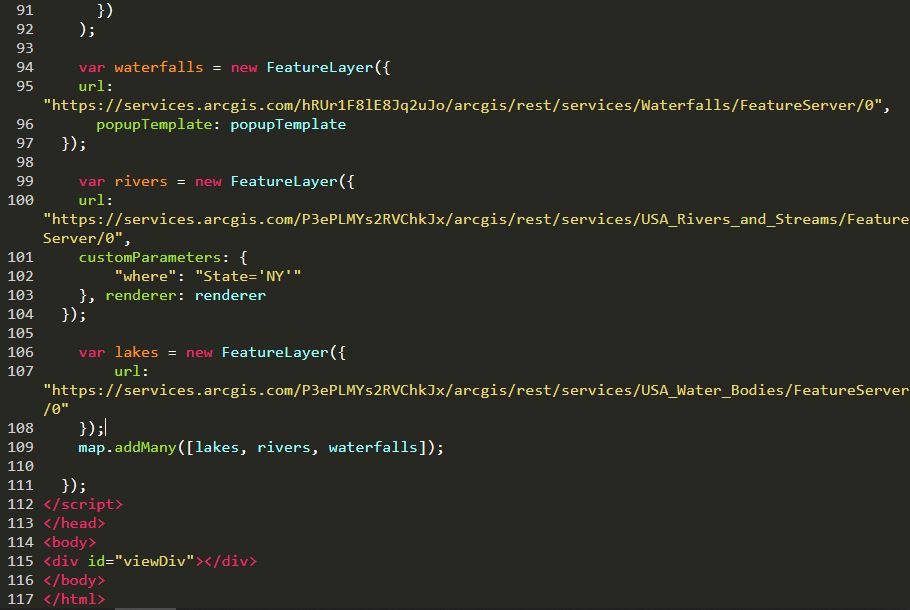 91 })
92 );
93
94 var waterfalls = new FeatureLayer({
95 url:
"https://services.arcgis.com/hRUr1F8lE8Jq2uJo/arcgis/rest/services/Waterfalls/FeatureServer/0",
96 popupTemplate: popupTemplate
97 });
98
99 var rivers = new FeatureLayer({
100 url:
"https://services.arcgis.com/P3ePLMYs2RVChkJx/arcgis/rest/services/USA_Rivers_and_Streams/Feature
Server/0",
101 customParameters: {
102 "where": "State='NY'"
103 }, renderer: renderer
104 });
105
106 var lakes = new FeatureLayer({
107 url:
"https://services.arcgis.com/P3ePLMYs2RVChkJx/arcgis/rest/services/USA_Water_Bodies/FeatureServer
/0"
108 });
109 map.addMany([lakes, rivers, waterfalls]);
110
111 });
112 </script>
113 </head>
114 <body>
115 <div id="viewDiv"></div>
116 </body>
117 </html>